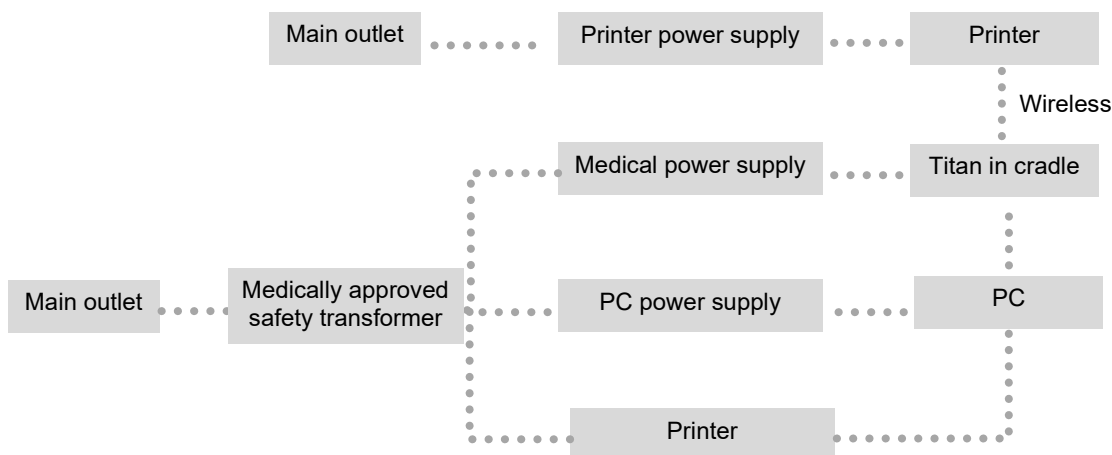 Main outlet
Printer power supply
Printer
Wireless
Medical power supply
Titan in cradle
Main outlet
Medically approved
safety transformer
PC power supply
PC
Printer